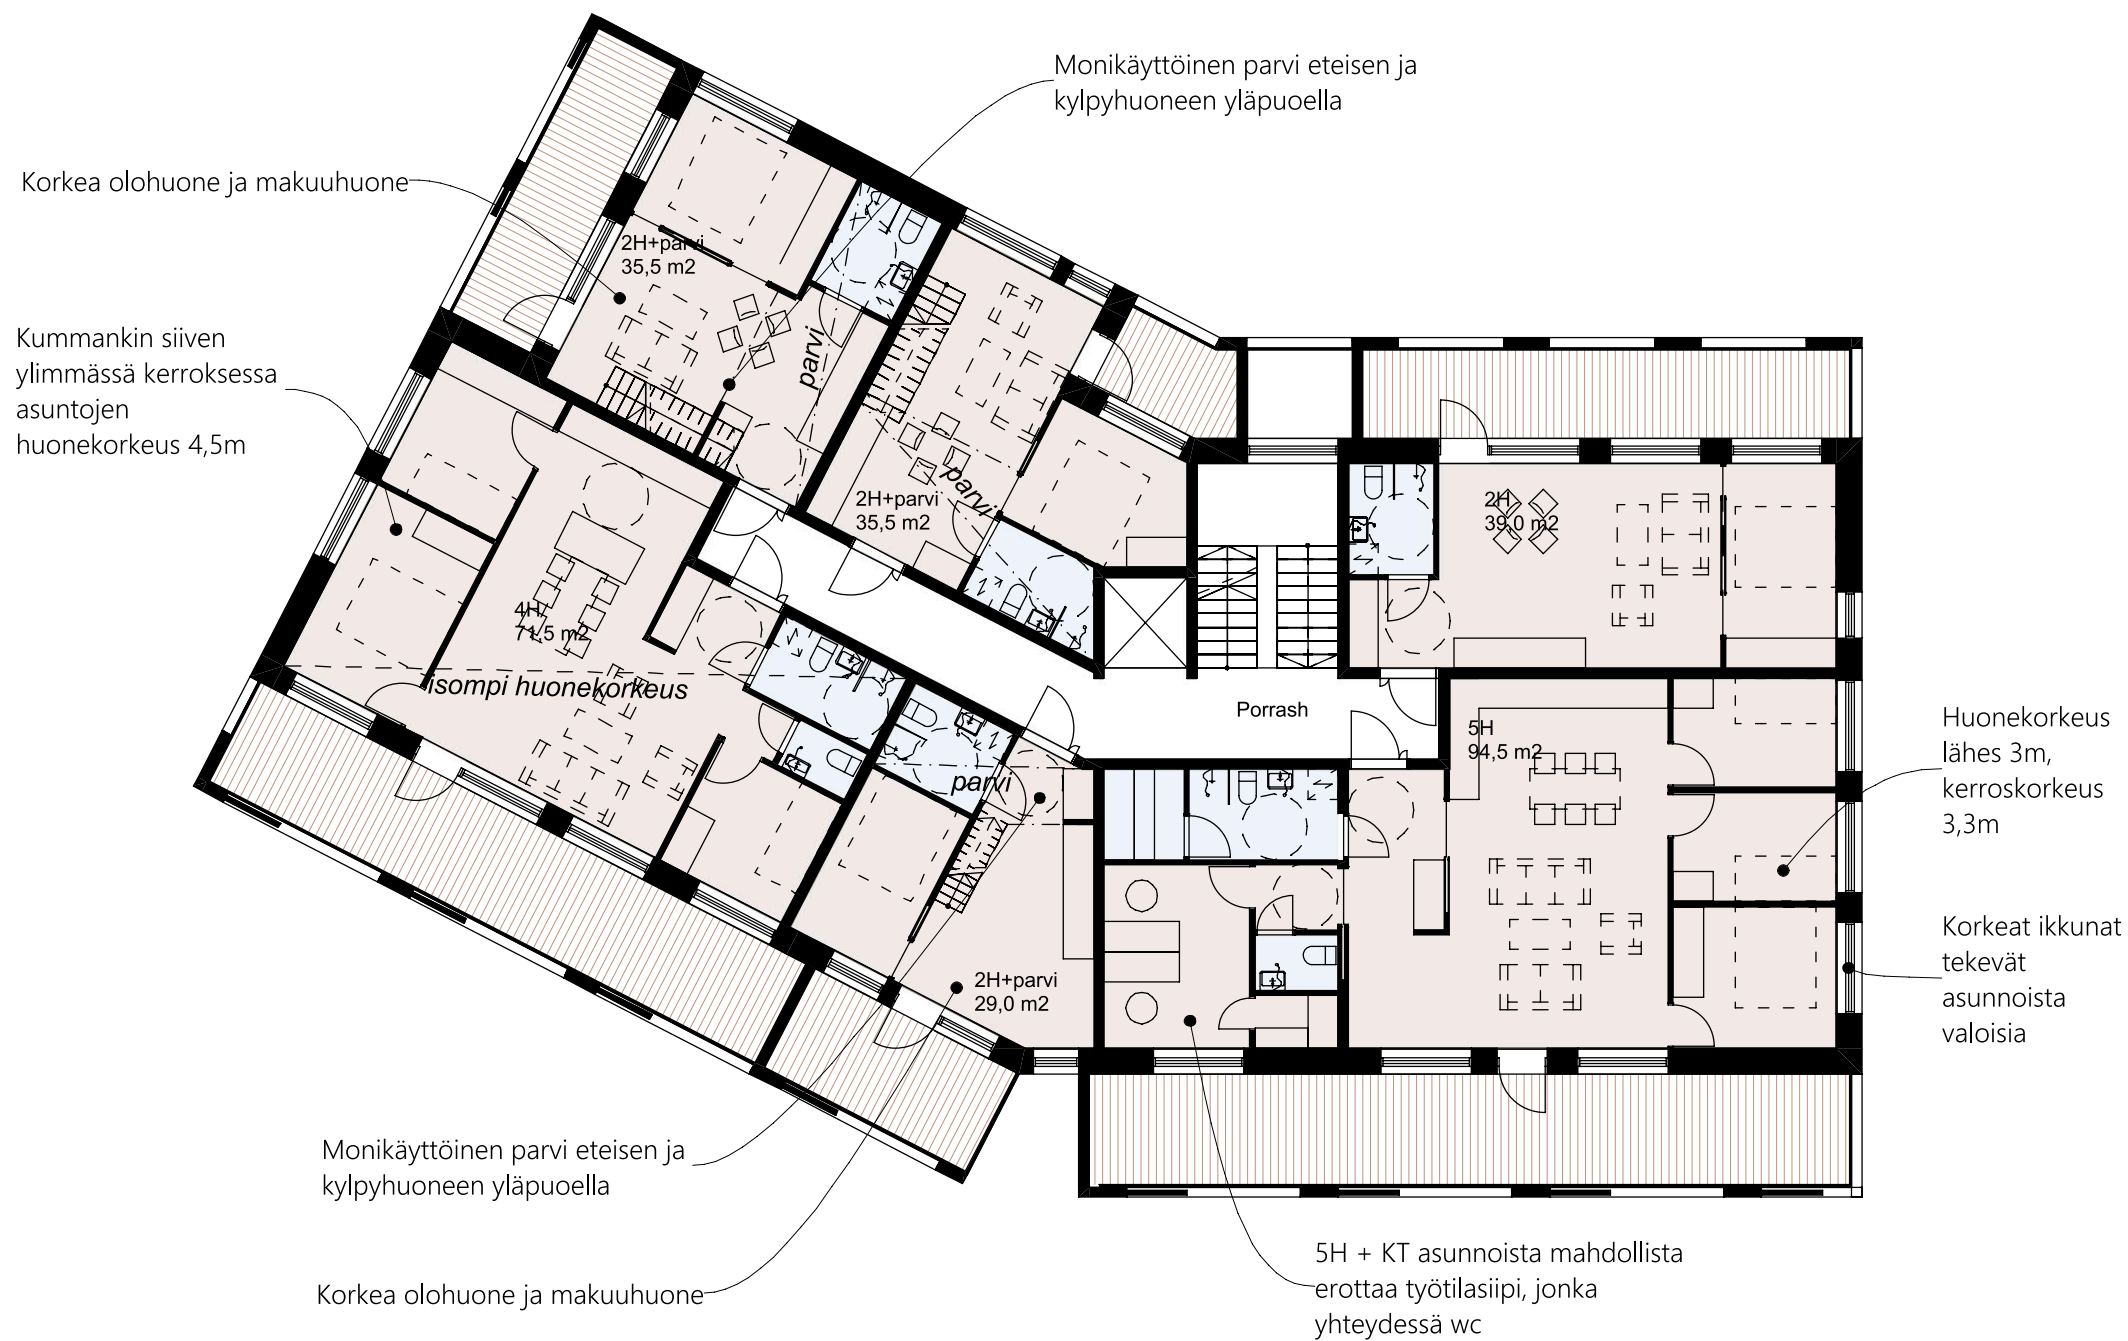 Monikäyttöinen parvi eteisen ja
kylpyhuoneen yläpuoella
Korkea olohuone ja makuuhuone
2H+parvi
35,5 m2
Kummankin siiven
ylimmässä kerroksessa
asuntojen
huonekorkeus 4,5m
parvi
parvi
2H+parvi
35,5 m2
2H
39,0 m2
4H
71,5 m2
isompi huonekorkeus
Porrash
5H
94,5 m2
Huonekorkeus
lähes 3m,
kerroskorkeus
3,3m
parvi
Korkeat ikkunat
tekevät
asunnoista
valoisia
2H+parvi
29,0 m2
Monikäyttöinen parvi eteisen ja
kylpyhuoneen yläpuoella
Korkea olohuone ja makuuhuone
5H + KT asunnoista mahdollista
erottaa työtilasiipi, jonka
yhteydessä wc